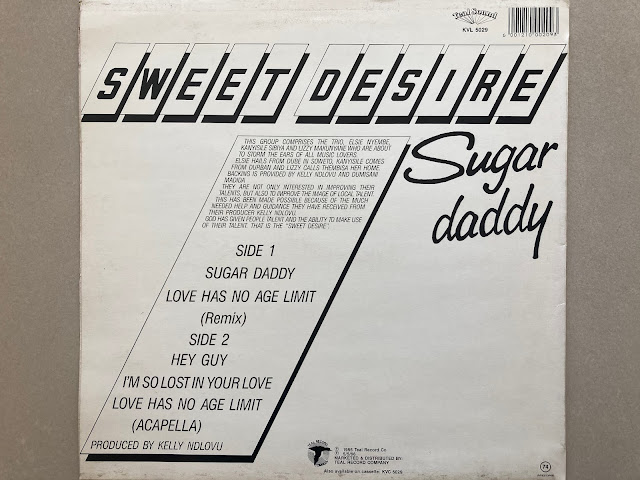 Teal Sound
KVL 5029
SWEET DESIRE
Sugar
daddy
THIS GROUP COMPRISES THE TRIO, ELSIE NYEMBE,
KANYISILE SIBIYA AND LIZZY MAKUNYANE WHO ARE ABOUT
TO STORM THE EARS OF ALL MUSIC LOVERS.
ELSIE HAILS FROM DUBE IN SOWETO, KANYISILE COMES
FROM DURBAN AND LIZZY CALLS THEMBISA HER HOME.
BACKING IS PROVIDED BY KELLY NDLOVU AND DUMISANI
MADIDA
THEY ARE NOT ONLY INTERESTED IN IMPROVING THEIR
TALENTS, BUT ALSO TO IMPROVE THE IMAGE OF LOCAL TALENT.
THIS HAS BEEN MADE POSSIBLE BECAUSE OF THE MUCH
NEEDED HELP AND GUIDANCE THEY HAVE RECEIVED FROM
THEIR PRODUCER KELLY NDLOVU.
GOD HAS GIVEN PEOPLE TALENT AND THE ABILITY TO MAKE USE
OF THEIR TALENT. THAT IS THE "SWEET DESIRE".
SIDE 1
SUGAR DADDY
LOVE HAS NO AGE LIMIT
(Remix)
SIDE 2
HEY GUY
I'M SO LOST IN YOUR LOVE
LOVE HAS NO AGE LIMIT
(ACAPELLA)
PRODUCED BY KELLY NDLOVU
Teal Record Co
MARKETED & DISTRIBUTED BY:
TEAL RECORD COMPANY
Also available on cassette: KVC 5029
74